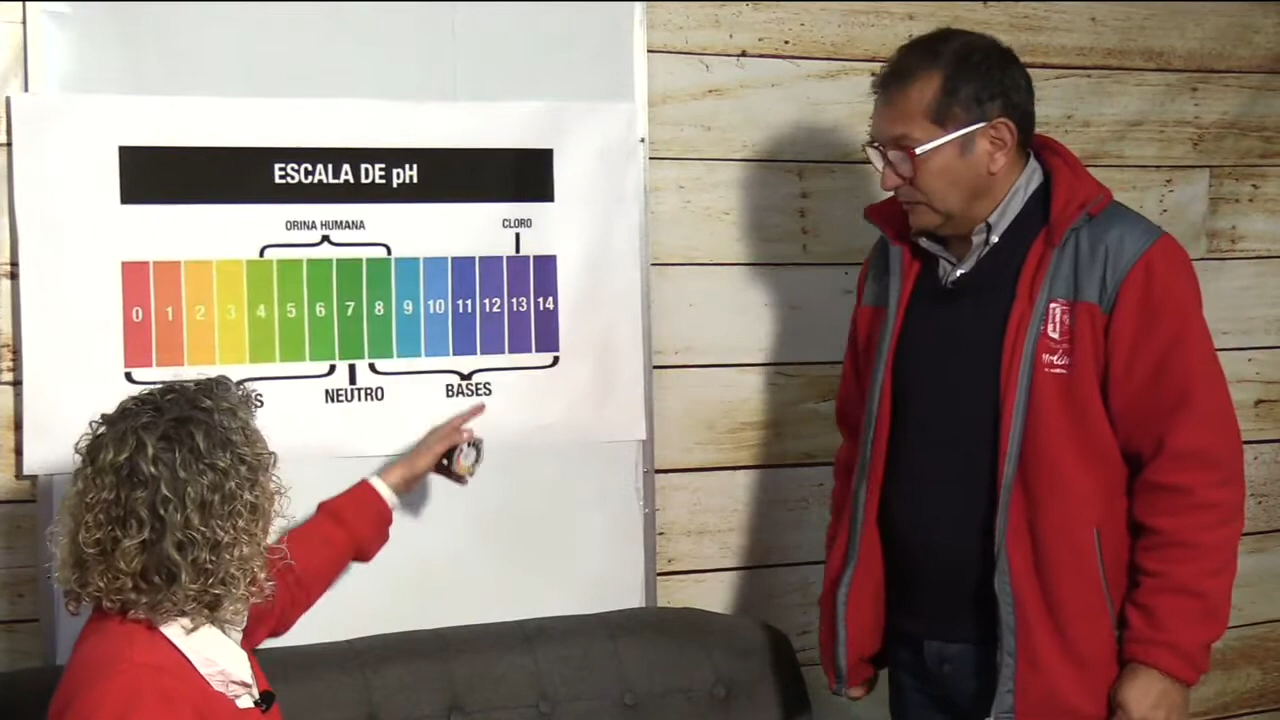 ESCALA DE pH
ORINA HUMANA
CLORO
0 1 2 3 4 5 6 7 8 9 10 11 12 13 14
NEUTRO
BASES